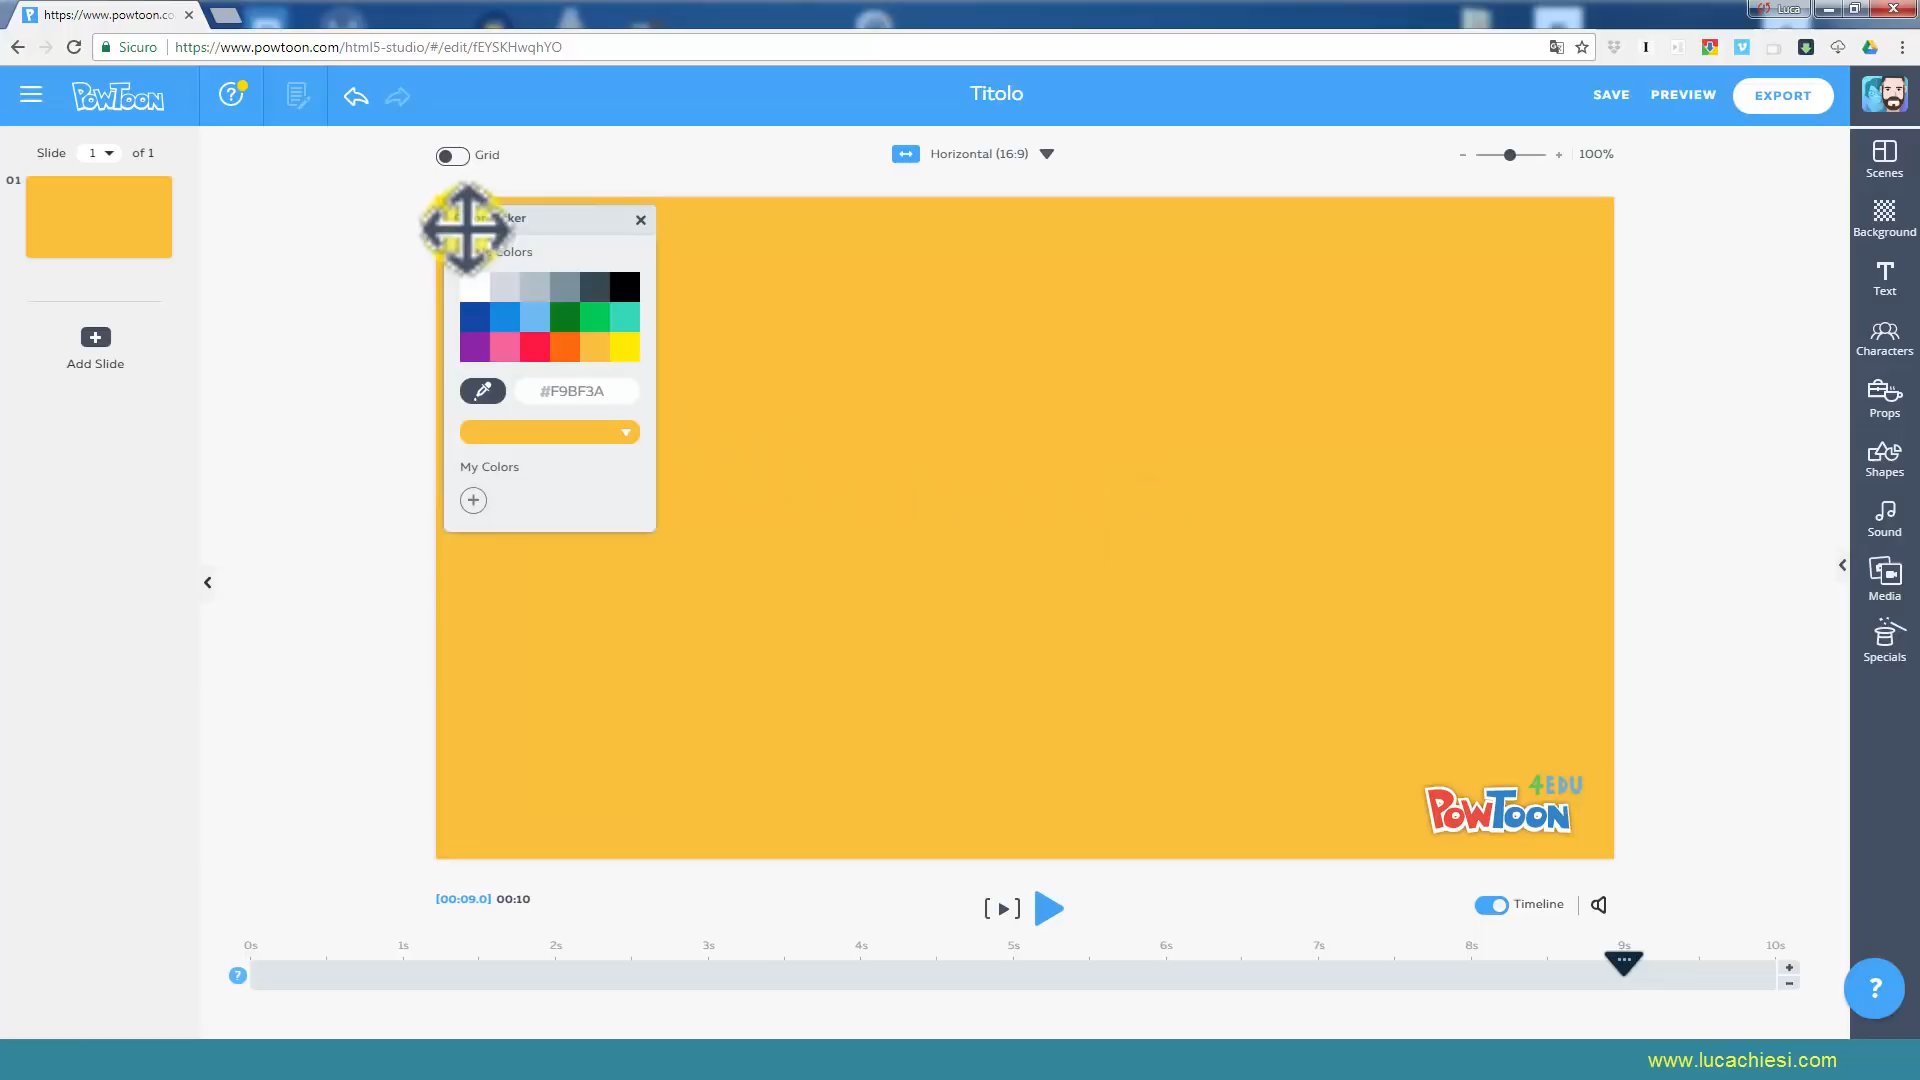 https://www.powtoon.co
Luca
Sicuro
https://www.powtoon.com/html5-studio/#/edit/fEYSKHwqhYO
POWTOON
Titolo
SAVE
PREVIEW
EXPORT
Slide 1 of 1
Grid
Horizontal (16:9)
100%
01
Add Slide
Colors
#F9BF3A
My Colors
Scenes
Background
Text
Characters
Props
Shapes
Sound
Media
Specials
4EDU
POWTOON
[00:09.0] 00:10
Timeline
0s 1s 2s 3s 4s 5s 6s 7s 8s 9s 10s
?
?
www.lucachiesi.com